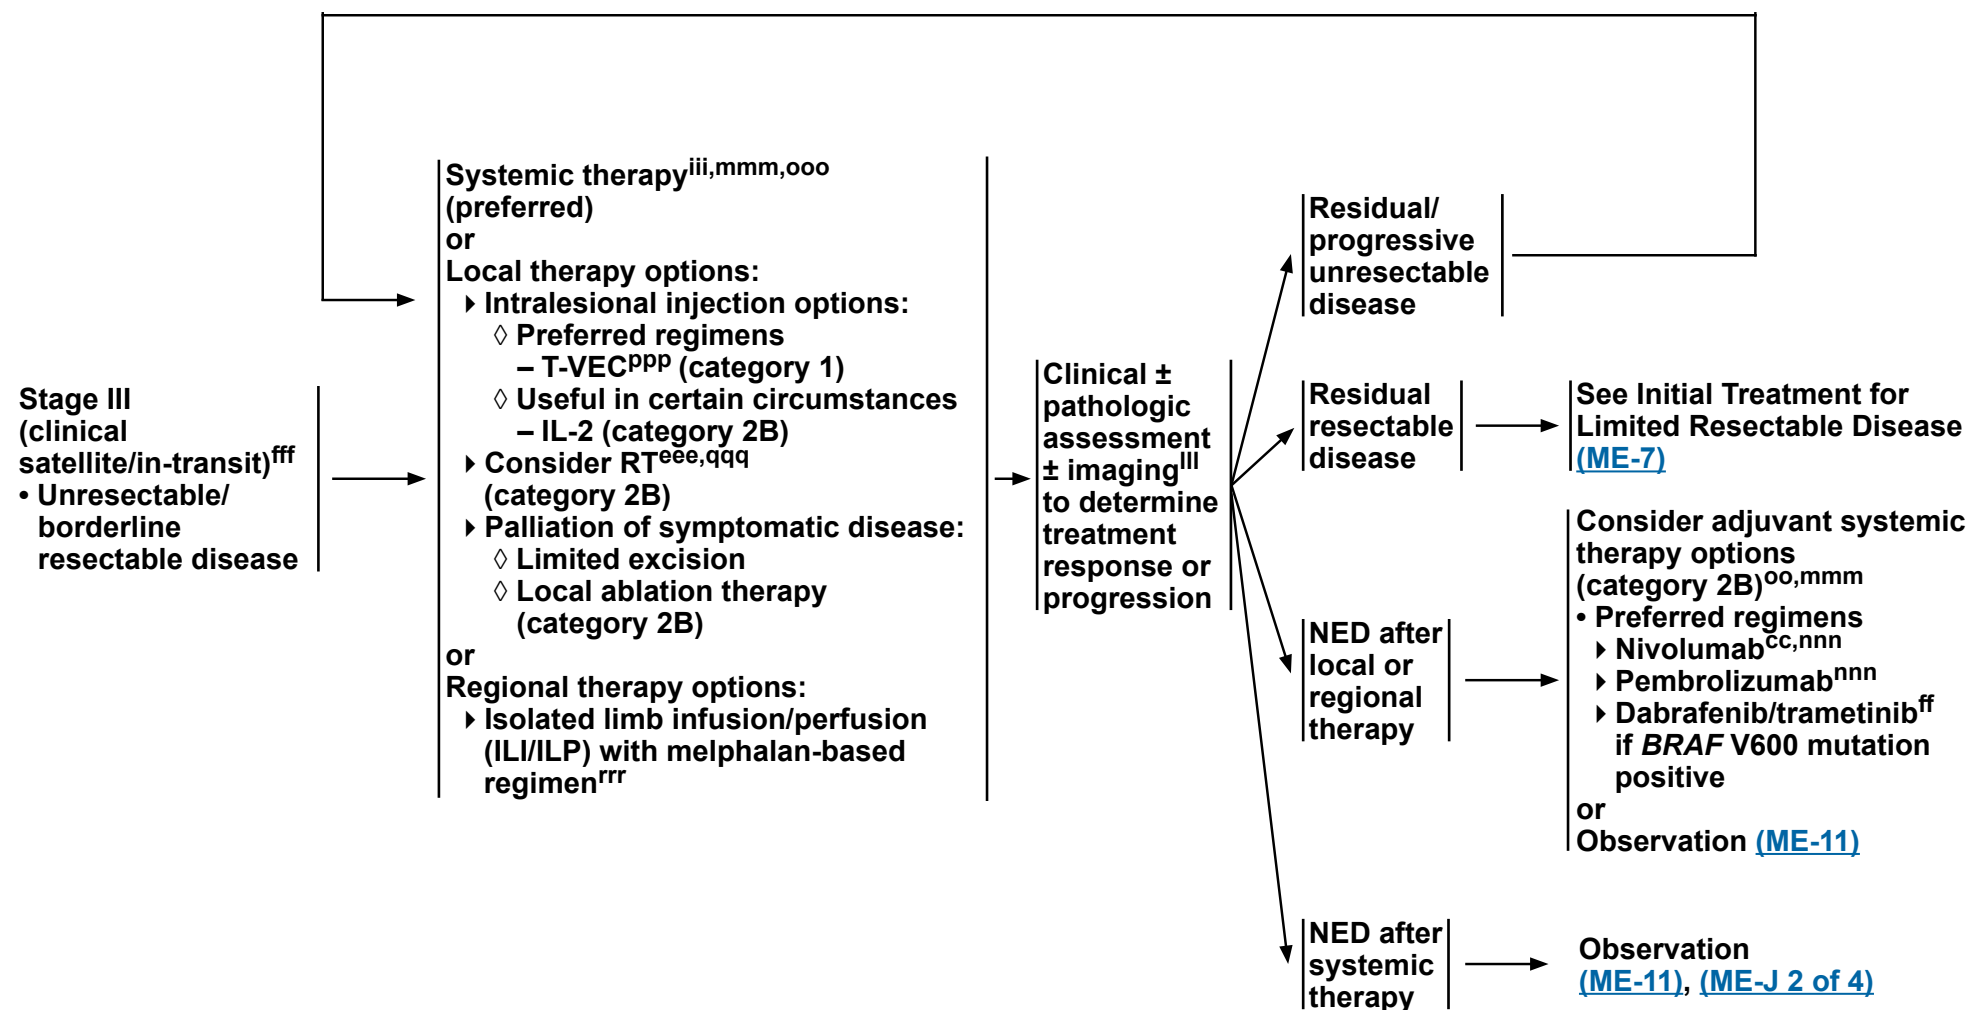 Stage III
(clinical
satellite/in-transit)fff
• Unresectable/
borderline
resectable disease
Systemic therapyiii,mmm,ooo
(preferred)
or
Local therapy options:
Intralesional injection options:
◊ Preferred regimens
– T-VECppp (category 1)
◊ Useful in certain circumstances
– IL-2 (category 2B)
Consider RTeee,qqq
(category 2B)
Palliation of symptomatic disease:
◊ Limited excision
◊ Local ablation therapy
(category 2B)
or
Regional therapy options:
Isolated limb infusion/perfusion
(ILI/ILP) with melphalan-based
regimenrrr
Clinical ±
pathologic
assessment
± imaginglll
to determine
treatment
response or
progression
Residual/
progressive
unresectable
disease
Residual
resectable
disease
See Initial Treatment for
Limited Resectable Disease
(ME-7)
NED after
local or
regional
therapy
Consider adjuvant systemic
therapy options
(category 2B)oo,mmm
• Preferred regimens
Nivolumabcc,nnn
Pembrolizumabnnn
Dabrafenib/trametinibff
if BRAF V600 mutation
positive
or
Observation (ME-11)
NED after
systemic
therapy
Observation
(ME-11), (ME-J 2 of 4)